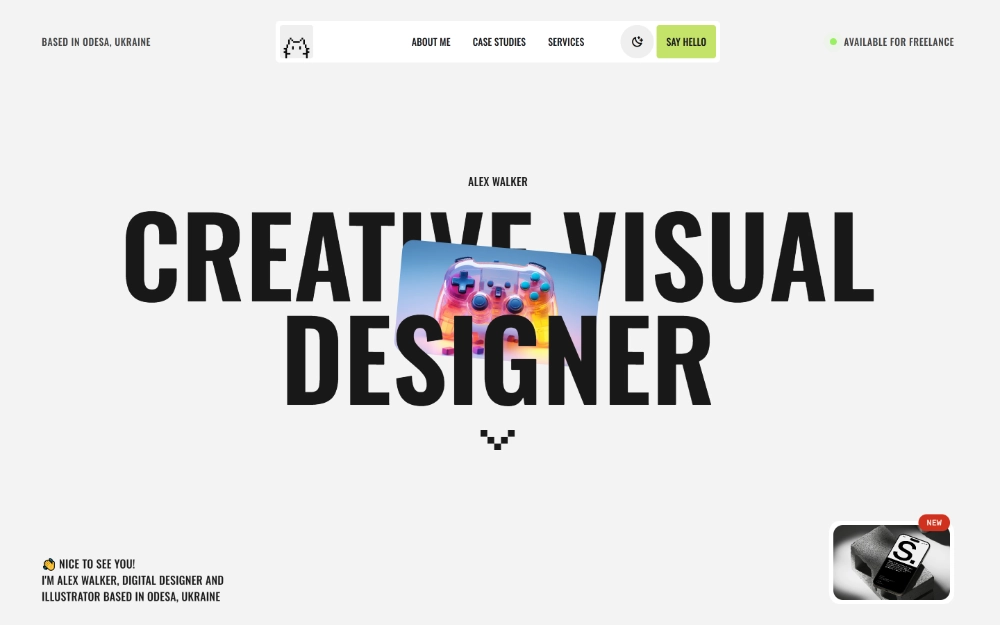 BASED IN ODESA, UKRAINE
ABOUT ME
CASE STUDIES
SERVICES
SAY HELLO
AVAILABLE FOR FREELANCE
ALEX WALKER
CREATIVE VISUAL
DESIGNER
NEW
S.
👏 NICE TO SEE YOU!
I'M ALEX WALKER, DIGITAL DESIGNER AND
ILLUSTRATOR BASED IN ODESA, UKRAINE